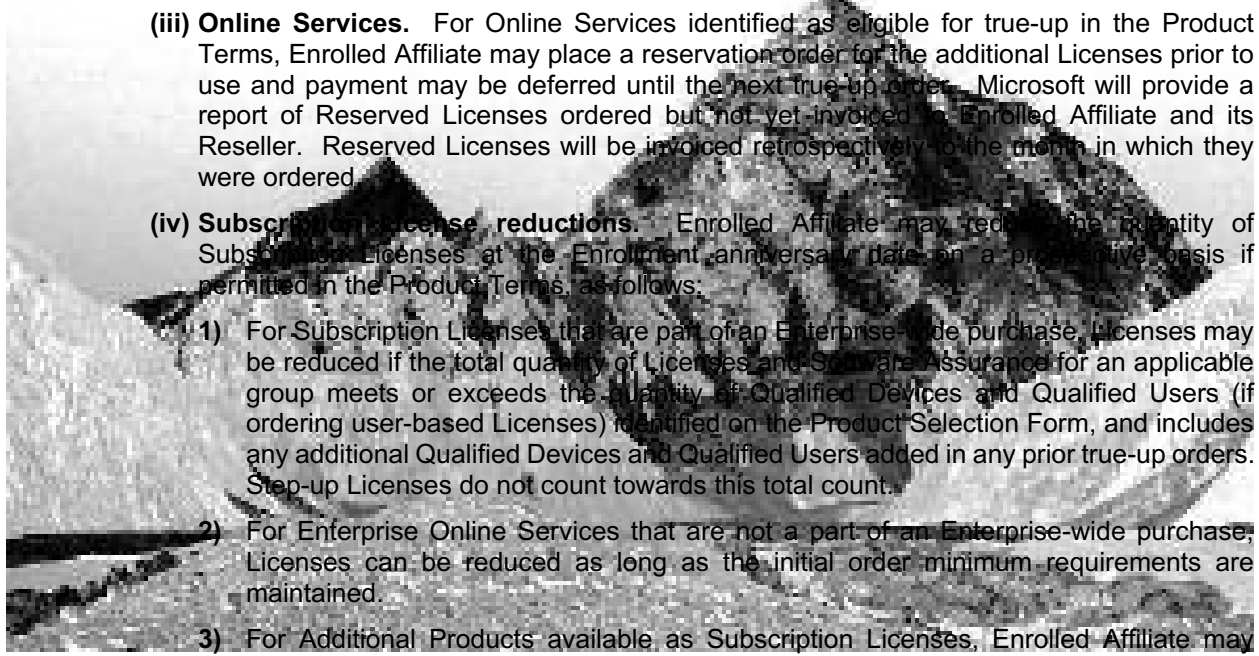 (iii) Online Services. For Online Services identified as eligible for true-up in the Product
Terms, Enrolled Affiliate may place a reservation order for the additional Licenses prior to
use and payment may be deferred until the next true-up order. Microsoft will provide a
report of Reserved Licenses ordered but not yet invoiced to Enrolled Affiliate and its
Reseller. Reserved Licenses will be invoiced retrospectively to the month in which they
were ordered.
(iv) Subscription License reductions. Enrolled Affiliate may reduce the quantity of
Subscription Licenses at the Enrollment anniversary date on a prospective basis if
permitted in the Product Terms, as follows:
1) For Subscription Licenses that are part of an Enterprise-wide purchase, Licenses may
be reduced if the total quantity of Licenses and Software Assurance for an applicable
group meets or exceeds the quantity of Qualified Devices and Qualified Users (if
ordering user-based Licenses) identified on the Product Selection Form, and includes
any additional Qualified Devices and Qualified Users added in any prior true-up orders.
Step-up Licenses do not count towards this total count.
2) For Enterprise Online Services that are not a part of an Enterprise-wide purchase,
Licenses can be reduced as long as the initial order minimum requirements are
maintained.
3) For Additional Products available as Subscription Licenses, Enrolled Affiliate may